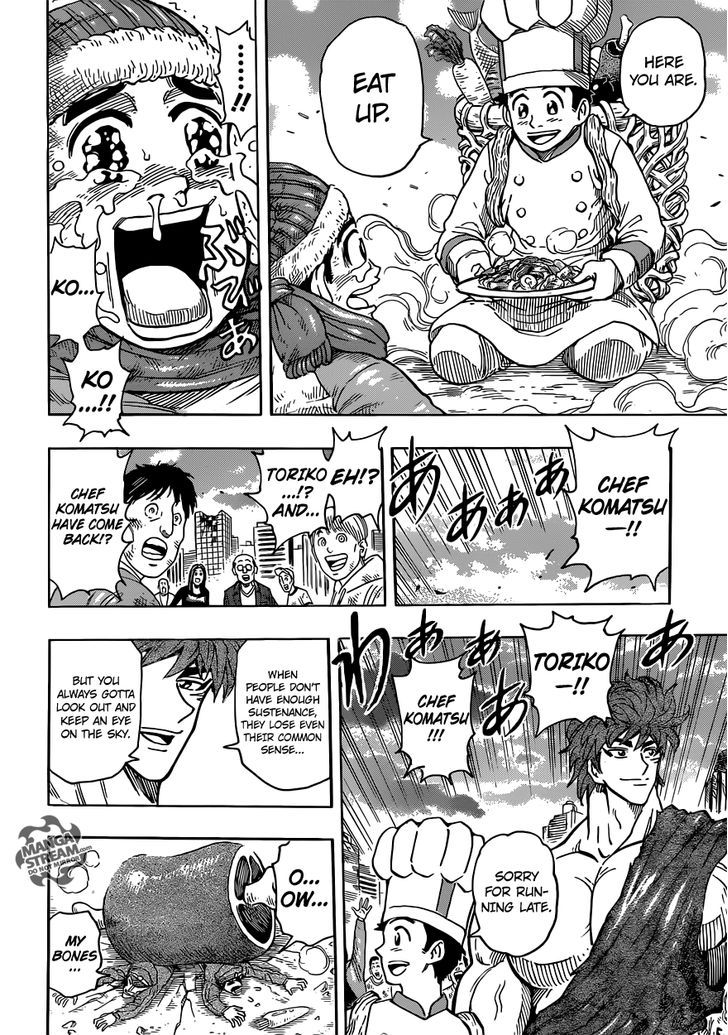 HERE
YOU ARE.
EAT
UP.
......!!
KO...
KO
...!!
ぶ
わ
あ
CHEF
KOMATSU
—!!
あ
あ
あ
あ
EH!?
TORIKO
...!?
AND...
CHEF
KOMATSU
HAVE COME
BACK!?
TORIKO
—!!
CHEF
KOMATSU
!!!
わ
あ
あ
あ
SORRY
FOR RUN-
NING LATE.
WHEN
PEOPLE DON'T
HAVE ENOUGH
SUSTENANCE,
THEY LOSE EVEN
THEIR COMMON
SENSE...
BUT YOU
ALWAYS GOTTA
LOOK OUT AND
KEEP AN EYE
ON THE SKY.
O...
OW...
MY
BONES
...
MANGA
STREAM.com